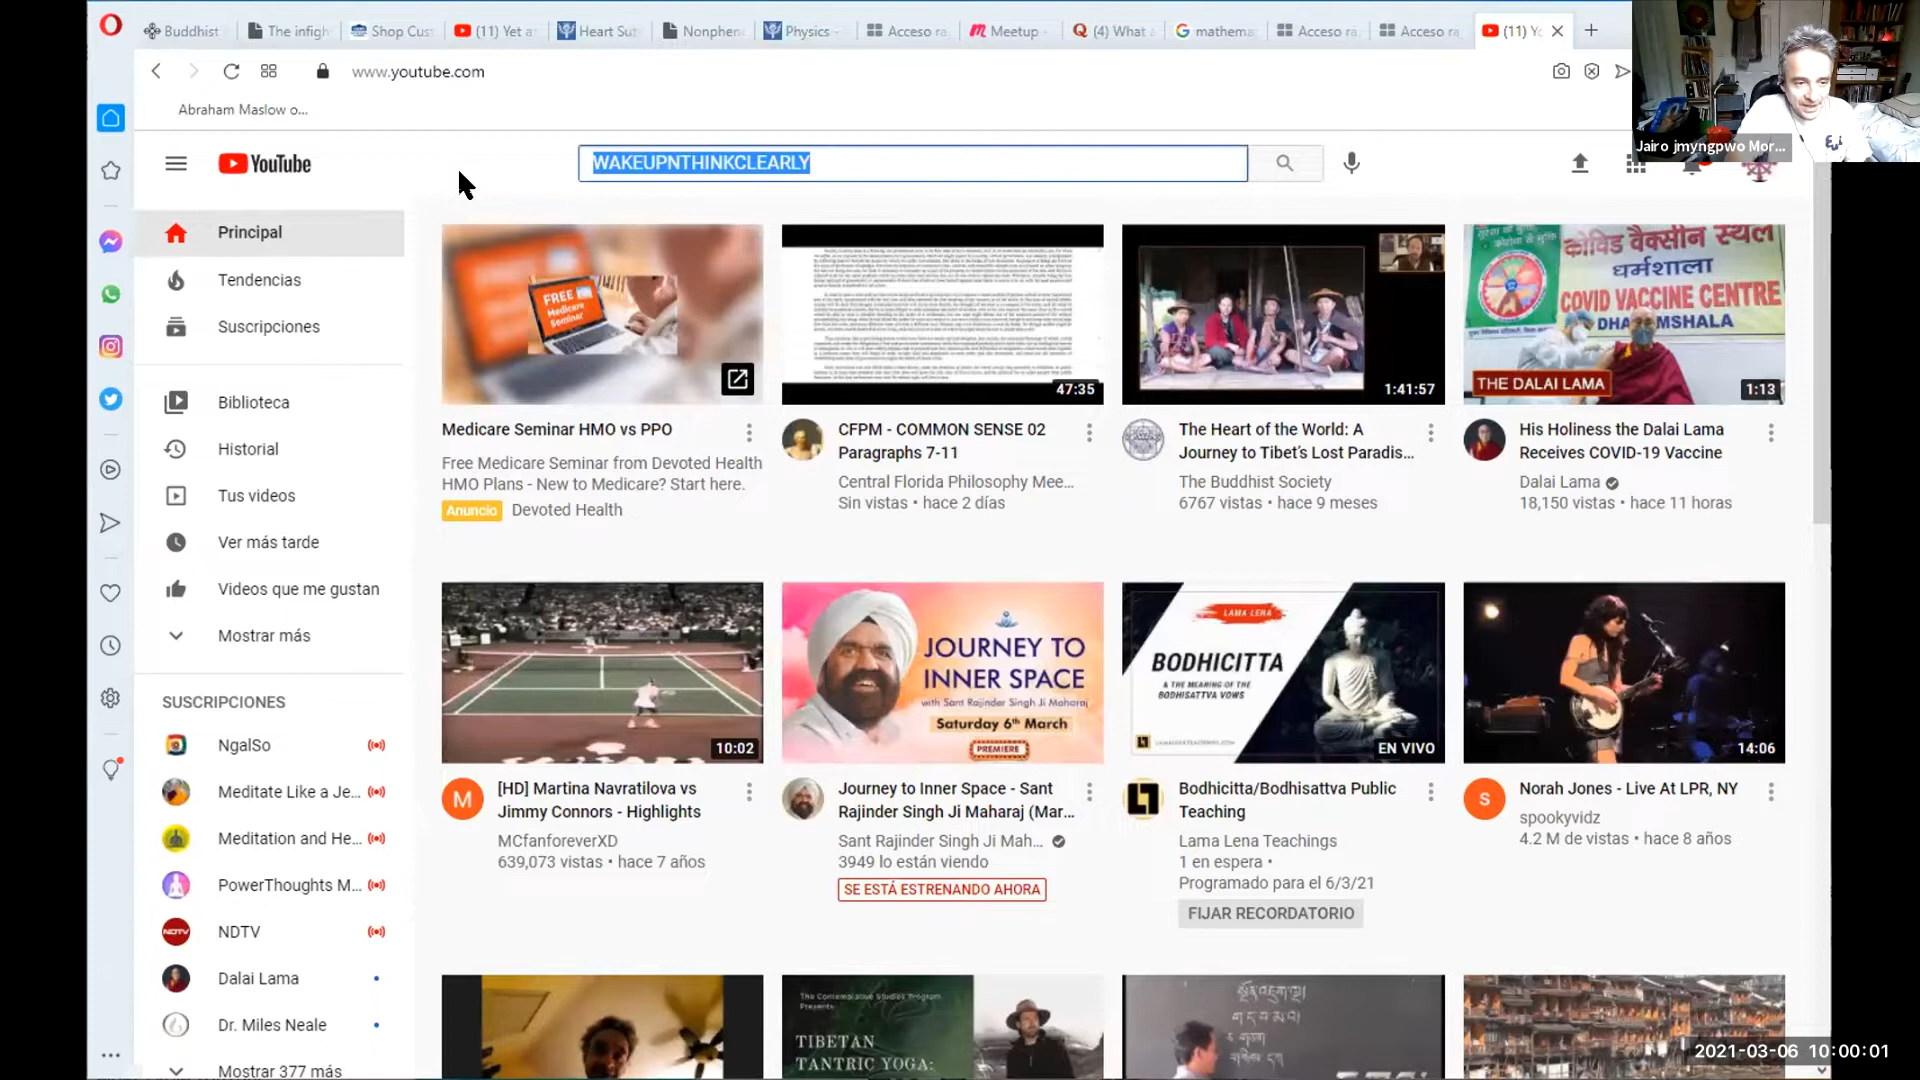 Buddhist
The infigh
Shop Cus
(11) Yet a
Heart Sut
Nonphen
Physics -
Acceso ra
Meetup -
(4) What
mathema
Acceso ra
Acceso ra
(11) Yo
www.youtube.com
Abraham Maslow o...
Jairo jmyngpwo Mor...
YouTube
WAKEUPNTHINKCLEARLY
Principal
Tendencias
Suscripciones
Biblioteca
Historial
Tus videos
Ver más tarde
Videos que me gustan
Mostrar más
SUSCRIPCIONES
NgalSo
Meditate Like a Je...
Meditation and He...
PowerThoughts M...
NDTV
Dalai Lama
Dr. Miles Neale
Mostrar 377 más
FREE
Medicare
Seminar
Medicare Seminar HMO vs PPO
Free Medicare Seminar from Devoted Health
HMO Plans - New to Medicare? Start here.
Anuncio Devoted Health
47:35
CFPM - COMMON SENSE 02
Paragraphs 7-11
Central Florida Philosophy Mee...
Sin vistas • hace 2 días
1:41:57
The Heart of the World: A
Journey to Tibet's Lost Paradis...
The Buddhist Society
6767 vistas • hace 9 meses
कोविड वैक्सीन स्थल
धर्मशाला
COVID VACCINE CENTRE
DHARAMSHALA
THE DALAI LAMA
1:13
His Holiness the Dalai Lama
Receives COVID-19 Vaccine
Dalai Lama
18,150 vistas • hace 11 horas
10:02
M
[HD] Martina Navratilova vs
Jimmy Connors - Highlights
MCfanforeverXD
639,073 vistas • hace 7 años
JOURNEY TO
INNER SPACE
with Sant Rajinder Singh Ji Maharaj
Saturday 6th March
PREMIERE
Journey to Inner Space - Sant
Rajinder Singh Ji Maharaj (Mar...
Sant Rajinder Singh Ji Mah...
3949 lo están viendo
SE ESTÁ ESTRENANDO AHORA
LAMA LENA
BODHICITTA
& THE MEANING OF THE
BODHISATTVA VOWS
EN VIVO
Bodhicitta/Bodhisattva Public
Teaching
Lama Lena Teachings
1 en espera •
Programado para el 6/3/21
FIJAR RECORDATORIO
14:06
S
Norah Jones - Live At LPR, NY
spookyvidz
4.2 M de vistas • hace 8 años
The Contemplative Studies Program
Presents:
TIBETAN
TANTRIC YOGA:
2021-03-06 10:00:01